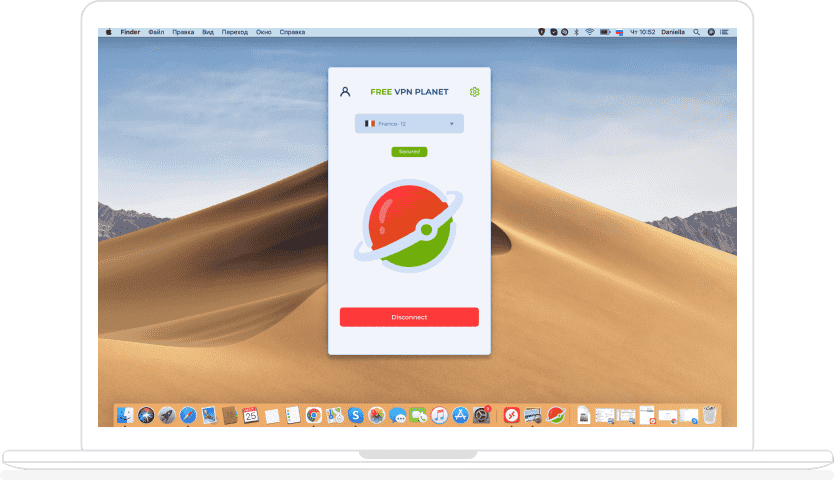 Finder Файл Правка Вид Переход Окно Справка Чт 10:52 Daniella
FREE VPN PLANET
France- 12
Secured
Disconnect
25